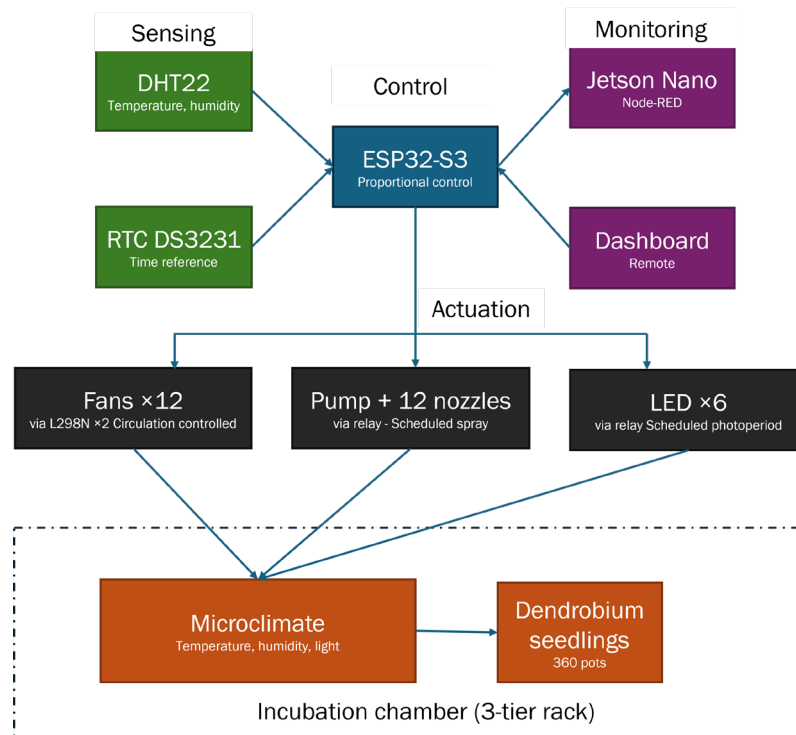 Sensing
Monitoring
DHT22
Temperature, humidity
Control
Jetson Nano
Node-RED
ESP32-S3
Proportional control
RTC DS3231
Time reference
Dashboard
Remote
Actuation
Fans ×12
via L298N ×2 Circulation controlled
Pump + 12 nozzles
via relay - Scheduled spray
LED ×6
via relay Scheduled photoperiod
Microclimate
Temperature, humidity, light
Dendrobium
seedlings
360 pots
Incubation chamber (3-tier rack)